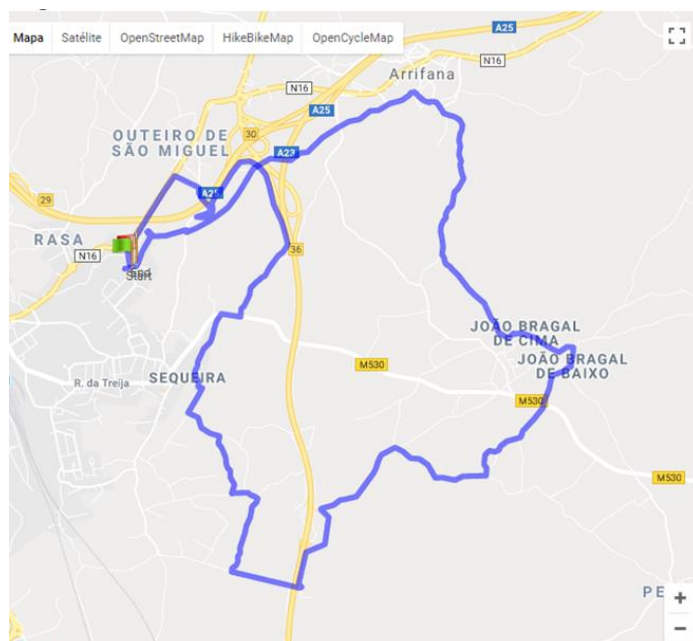 Mapa Satélite OpenStreetMap HikeBikeMap OpenCycleMap
A25
N16
Arrifana
N16
A25
30
OUTEIRO DE
SÃO MIGUEL
A23
A25
29
RASA
N16
36
Start
JOÃO BRAGAL
DE CIMA
JOÃO BRAGAL
DE BAIXO
M530
SEQUEIRA
R. da Treija
M530
M530
PE
+
−